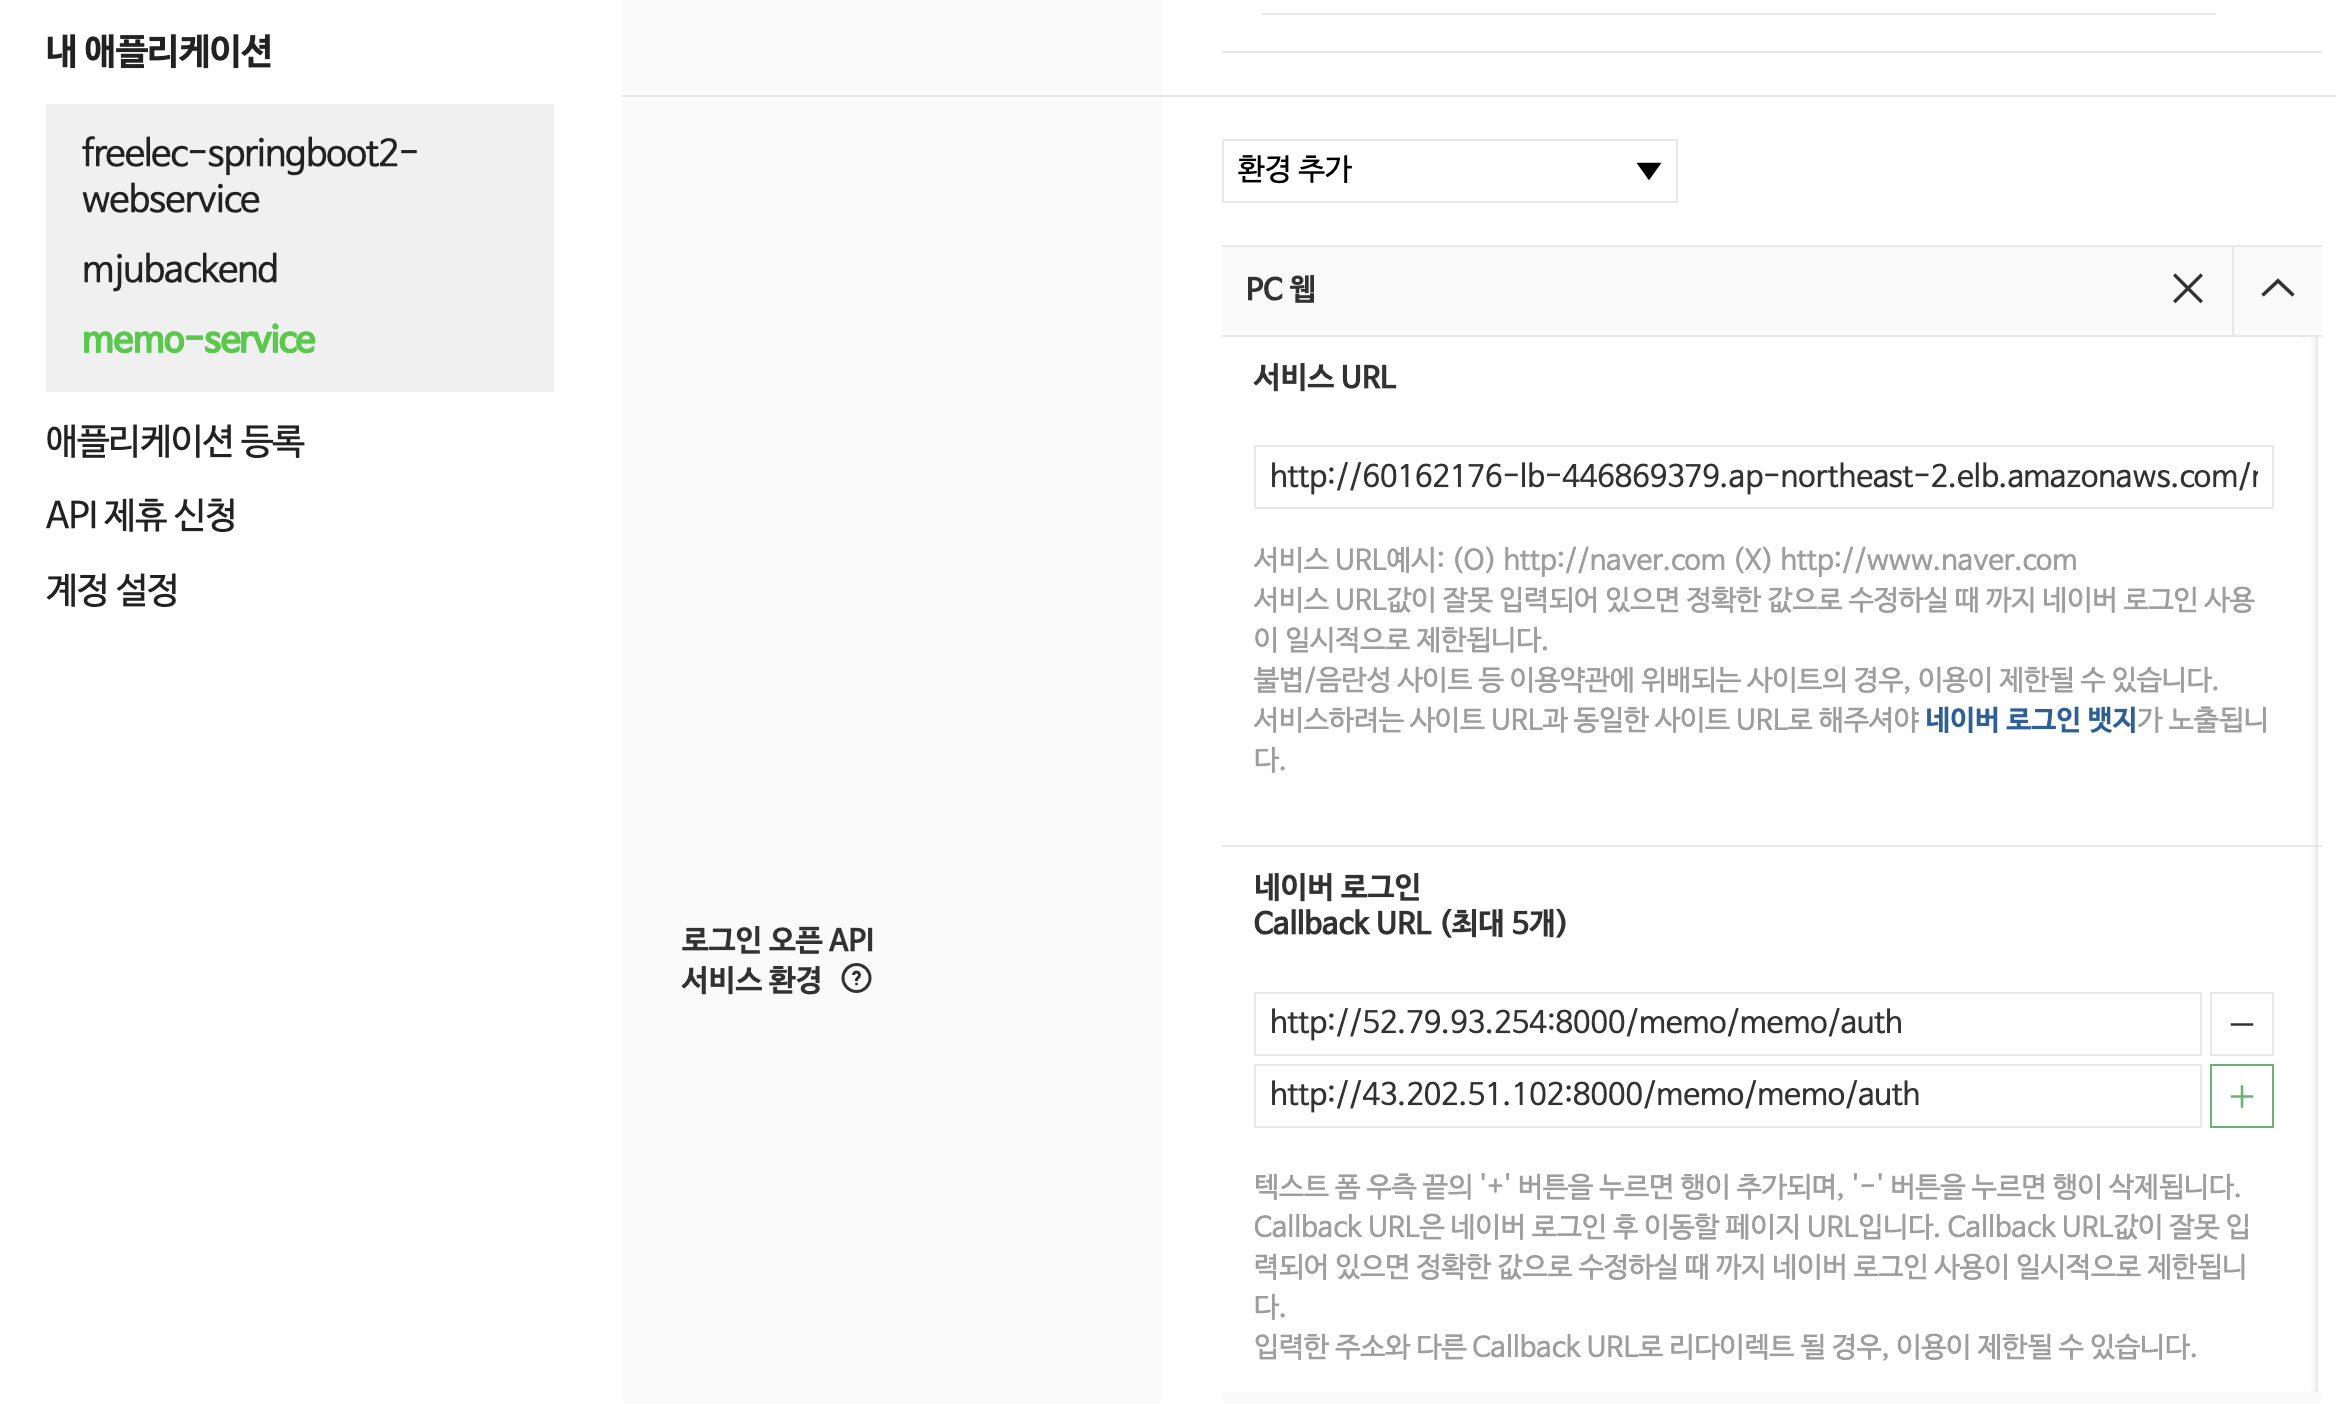 내 애플리케이션
freelec-springboot2-
webservice
mjubackend
memo-service
애플리케이션 등록
API 제휴 신청
계정 설정
로그인 오픈 API
서비스 환경 ?
환경 추가
PC 웹
서비스 URL
http://60162176-lb-446869379.ap-northeast-2.elb.amazonaws.com/
서비스 URL예시: (O) http://naver.com (X) http://www.naver.com
서비스 URL값이 잘못 입력되어 있으면 정확한 값으로 수정하실 때 까지 네이버 로그인 사용
이 일시적으로 제한됩니다.
불법/음란성 사이트 등 이용약관에 위배되는 사이트의 경우, 이용이 제한될 수 있습니다.
서비스하려는 사이트 URL과 동일한 사이트 URL로 해주셔야 네이버 로그인 뱃지가 노출됩니
다.
네이버 로그인
Callback URL (최대 5개)
http://52.79.93.254:8000/memo/memo/auth
http://43.202.51.102:8000/memo/memo/auth
텍스트 폼 우측 끝의 '+' 버튼을 누르면 행이 추가되며, '-' 버튼을 누르면 행이 삭제됩니다.
Callback URL은 네이버 로그인 후 이동할 페이지 URL입니다. Callback URL값이 잘못 입
력되어 있으면 정확한 값으로 수정하실 때 까지 네이버 로그인 사용이 일시적으로 제한됩니
다.
입력한 주소와 다른 Callback URL로 리다이렉트 될 경우, 이용이 제한될 수 있습니다.